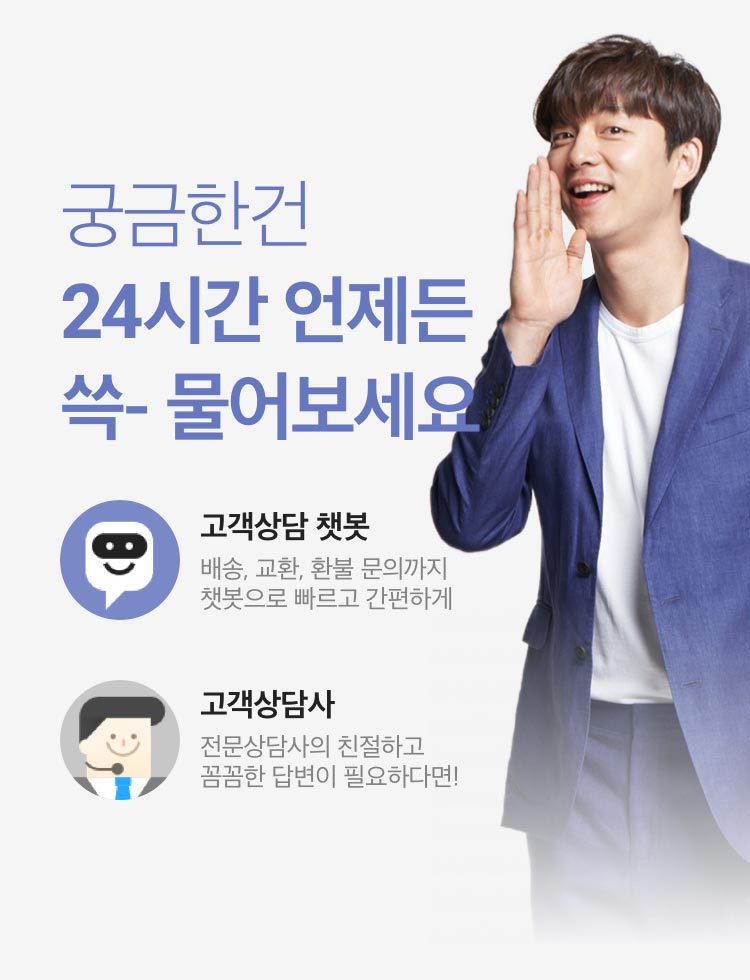 궁금한건
24시간 언제든
쓱- 물어보세요
고객상담 챗봇
배송, 교환, 환불 문의까지
챗봇으로 빠르고 간편하게
고객상담사
전문상담사의 친절하고
꼼꼼한 답변이 필요하다면!